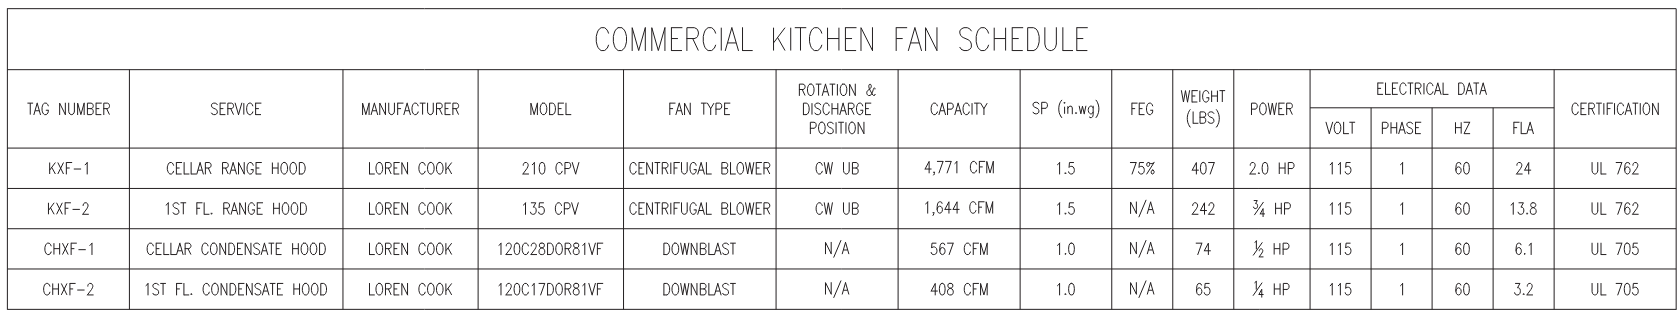 COMMERCIAL KITCHEN FAN SCHEDULE
TAG NUMBER SERVICE MANUFACTURER MODEL FAN TYPE ROTATION & DISCHARGE POSITION CAPACITY SP (in.wg) FEG WEIGHT (LBS) POWER ELECTRICAL DATA CERTIFICATION
VOLT PHASE HZ FLA
KXF-1 CELLAR RANGE HOOD LOREN COOK 210 CPV CENTRIFUGAL BLOWER CW UB 4,771 CFM 1.5 75% 407 2.0 HP 115 1 60 24 UL 762
KXF-2 1ST FL. RANGE HOOD LOREN COOK 135 CPV CENTRIFUGAL BLOWER CW UB 1,644 CFM 1.5 N/A 242 ¾ HP 115 1 60 13.8 UL 762
CHXF-1 CELLAR CONDENSATE HOOD LOREN COOK 120C28DOR81VF DOWNBLAST N/A 567 CFM 1.0 N/A 74 ½ HP 115 1 60 6.1 UL 705
CHXF-2 1ST FL. CONDENSATE HOOD LOREN COOK 120C17DOR81VF DOWNBLAST N/A 408 CFM 1.0 N/A 65 ¼ HP 115 1 60 3.2 UL 705